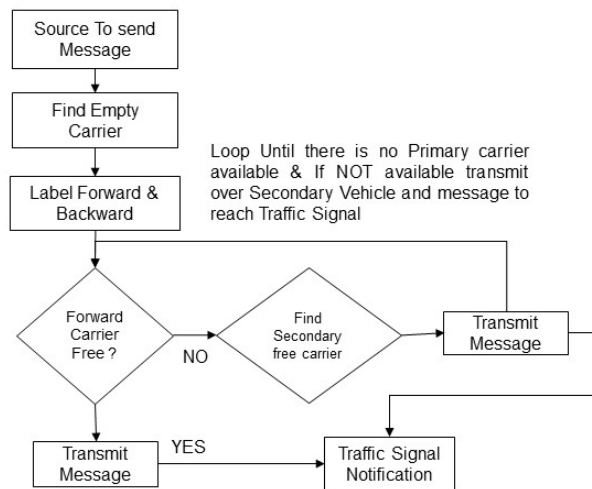 Source To send
Message
Find Empty
Carrier
Loop Until there is no Primary carrier
available & If NOT available transmit
over Secondary Vehicle and message to
reach Traffic Signal
Label Forward &
Backward
Forward
Carrier
Free ?
NO
Find
Secondary
free carrier
Transmit
Message
Transmit
Message
YES
Traffic Signal
Notification